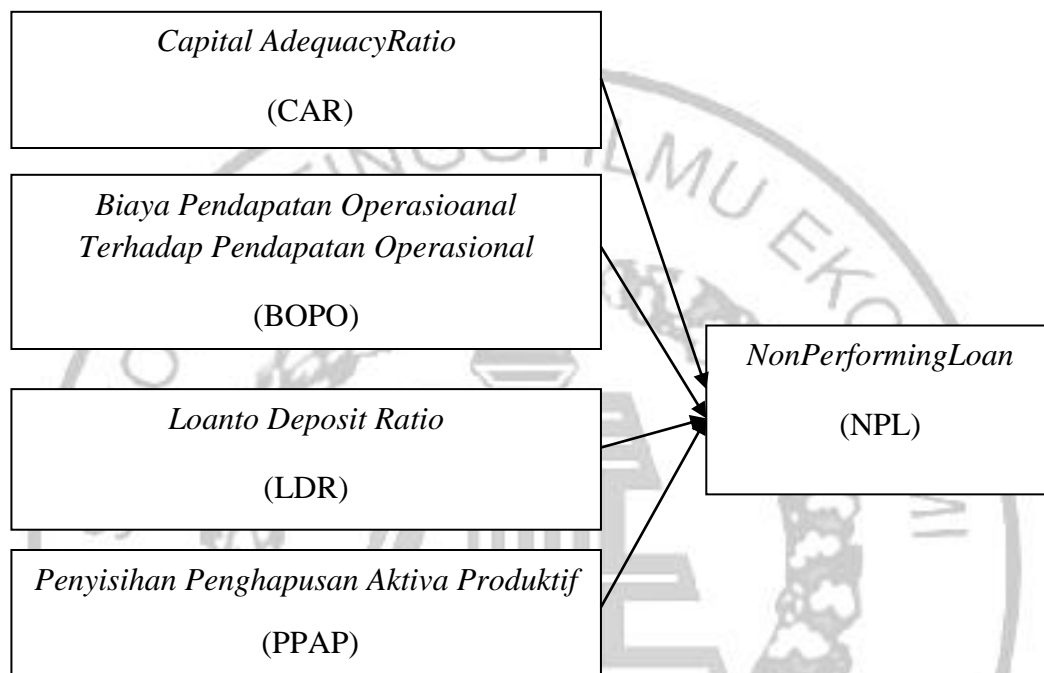 Capital AdequacyRatio
(CAR)
Biaya Pendapatan Operasioanal
Terhadap Pendapatan Operasional
(BOPO)
NonPerformingLoan
(NPL)
Loanto Deposit Ratio
(LDR)
Penyisihan Penghapusan Aktiva Produktif
(PPAP)